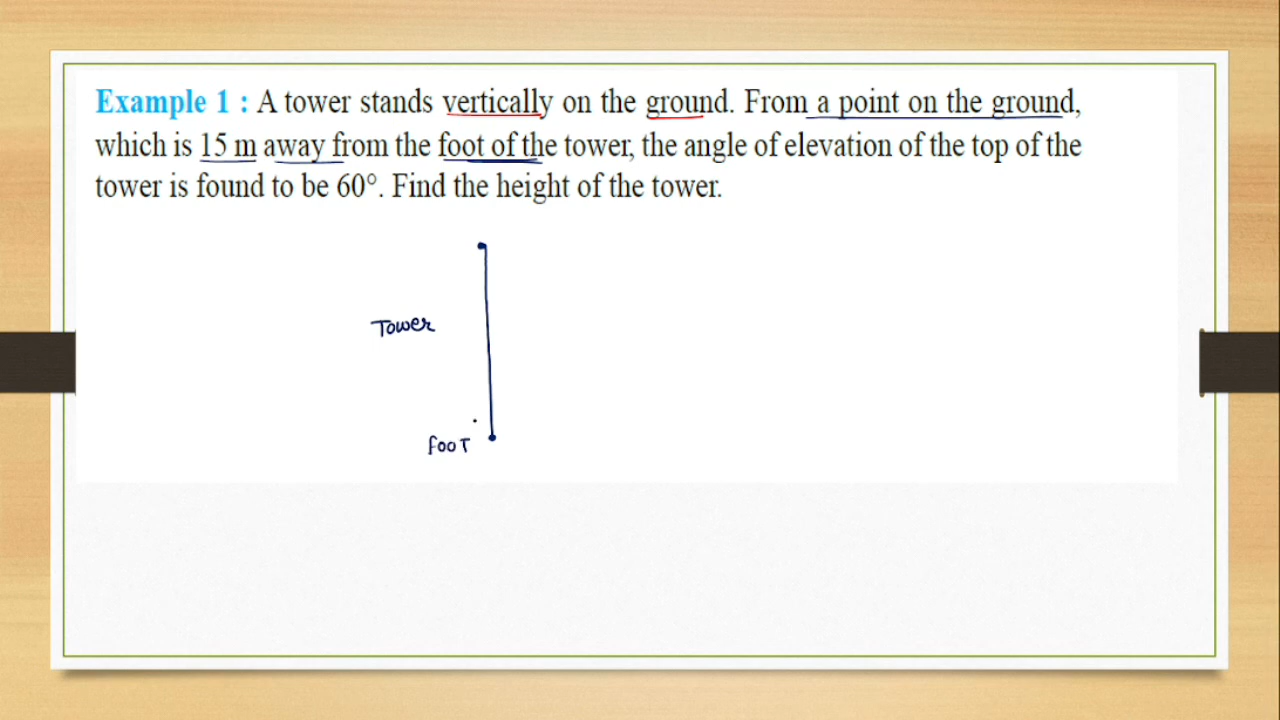 Example 1 : A tower stands vertically on the ground. From a point on the ground,
which is 15 m away from the foot of the tower, the angle of elevation of the top of the
tower is found to be 60°. Find the height of the tower.
Tower
fooT